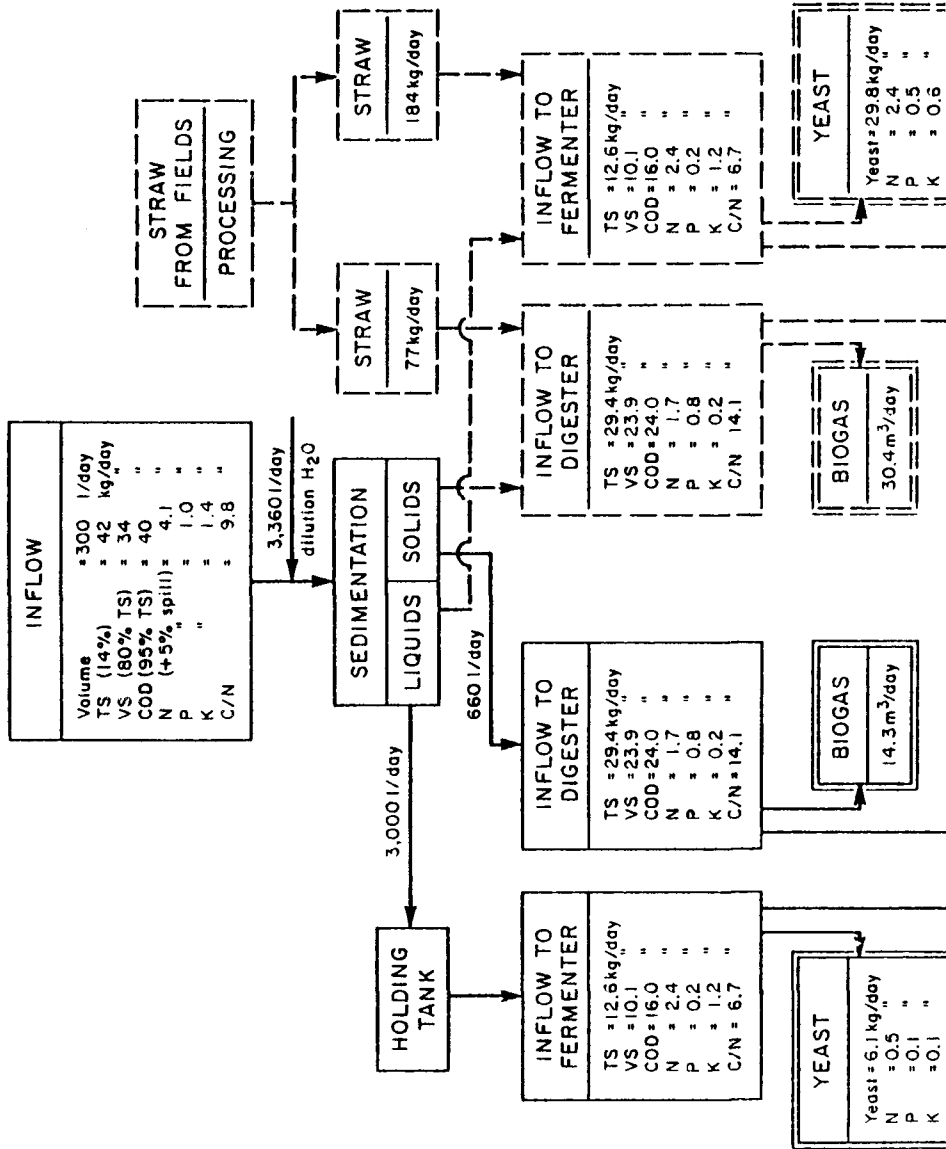 INFLOW
Volume = 300 l/day
TS (14%) = 42 kg/day
VS (80% TS) = 34 "
COD (95% TS) = 40 "
N (+5% spill) = 4.1 "
P " = 1.0 "
K " = 1.4 "
C/N = 9.8 "
STRAW
FROM FIELDS
PROCESSING
3,360 l/day
dilution H₂O
STRAW
77 kg/day
STRAW
184 kg/day
SEDIMENTATION
LIQUIDS
SOLIDS
3,000 l/day
660 l/day
HOLDING
TANK
INFLOW TO
FERMENTER
TS = 12.6 kg/day
VS = 10.1 "
COD = 16.0 "
N = 2.4 "
P = 0.2 "
K = 1.2 "
C/N = 6.7 "
INFLOW TO
DIGESTER
TS = 29.4 kg/day
VS = 23.9 "
COD = 24.0 "
N = 1.7 "
P = 0.8 "
K = 0.2 "
C/N = 14.1 "
INFLOW TO
DIGESTER
TS = 29.4 kg/day
VS = 23.9 "
COD = 24.0 "
N = 1.7 "
P = 0.8 "
K = 0.2 "
C/N 14.1 "
INFLOW TO
FERMENTER
TS = 12.6 kg/day
VS = 10.1 "
COD = 16.0 "
N = 2.4 "
P = 0.2 "
K = 1.2 "
C/N = 6.7 "
YEAST
Yeast = 6.1 kg/day
N = 0.5 "
P = 0.1 "
K = 0.1 "
BIOGAS
14.3 m³/day
BIOGAS
30.4 m³/day
YEAST
Yeast = 29.8 kg/day
N = 2.4 "
P = 0.5 "
K = 0.6 "